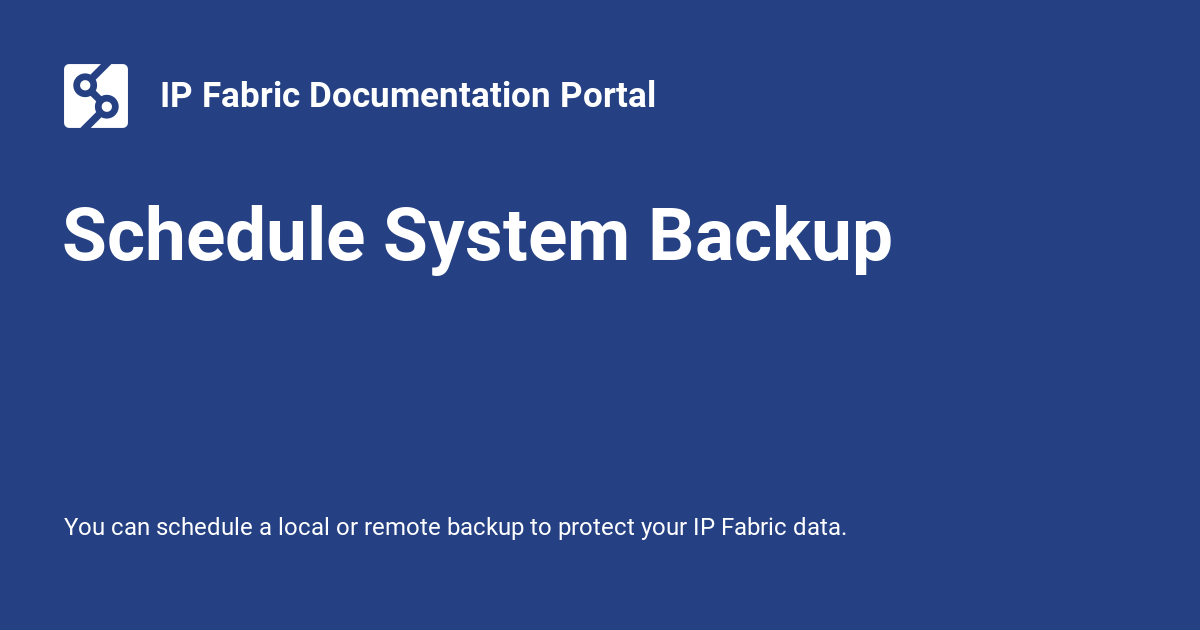 IP Fabric Documentation Portal
Schedule System Backup
You can schedule a local or remote backup to protect your IP Fabric data.